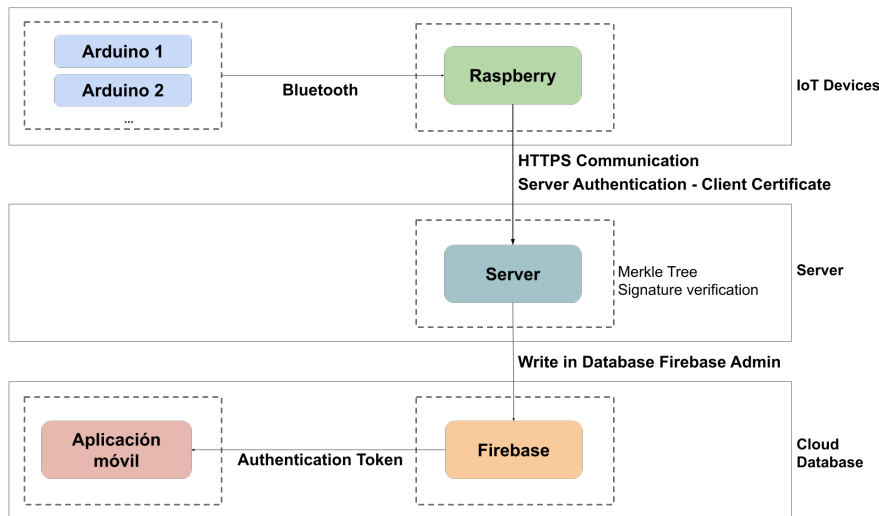 Arduino 1
Arduino 2
...
Bluetooth
Raspberry
IoT Devices
HTTPS Communication
Server Authentication - Client Certificate
Server
Merkle Tree
Signature verification
Server
Write in Database Firebase Admin
Aplicación
móvil
Authentication Token
Firebase
Cloud
Database